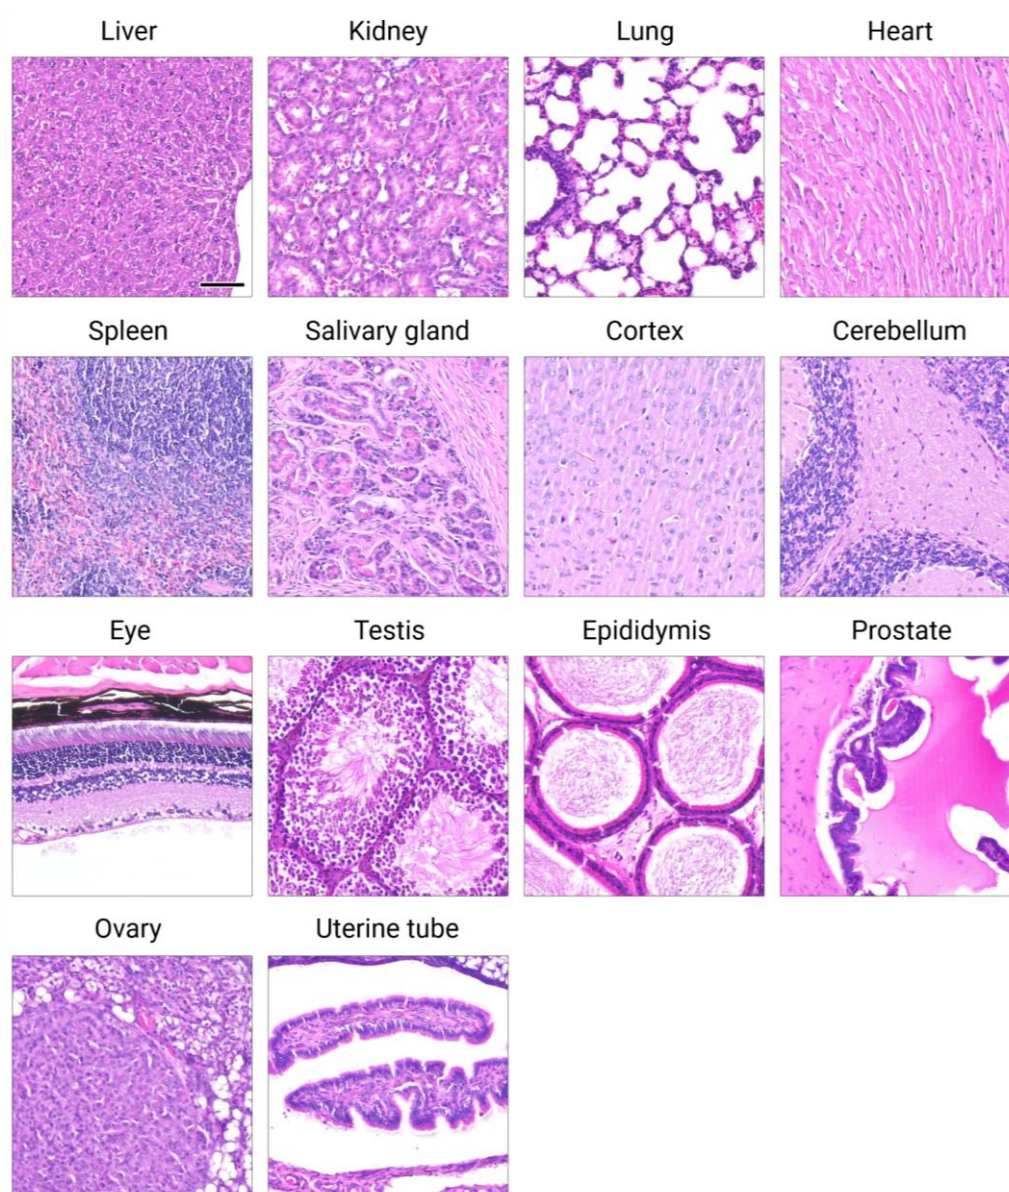 Liver Kidney Lung Heart
Spleen Salivary gland Cortex Cerebellum
Eye Testis Epididymis Prostate
Ovary Uterine tube